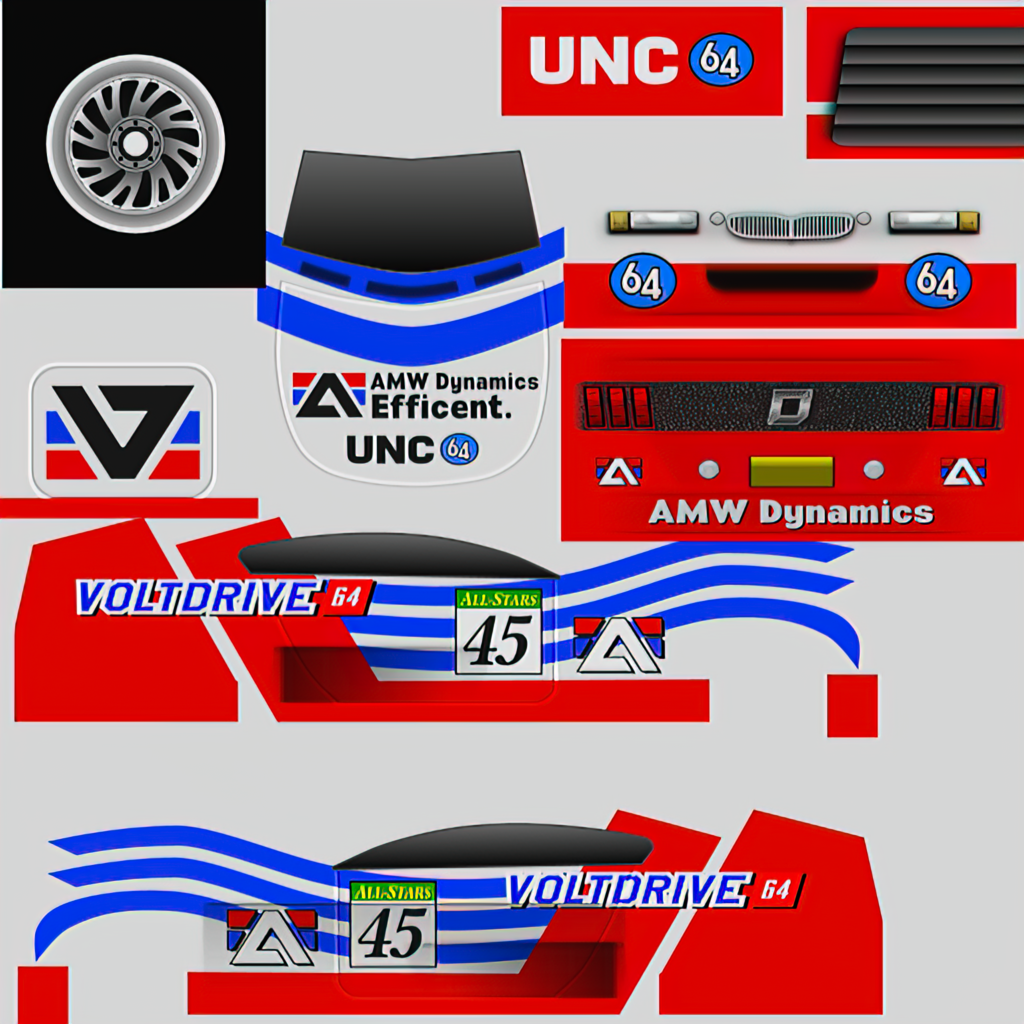 UNC 64
64
64
AMW Dynamics
Efficent.
UNC 64
AMW Dynamics
VOLTDRIVE 64
ALL-STARS
45
ALL-STARS
45
VOLTDRIVE 64